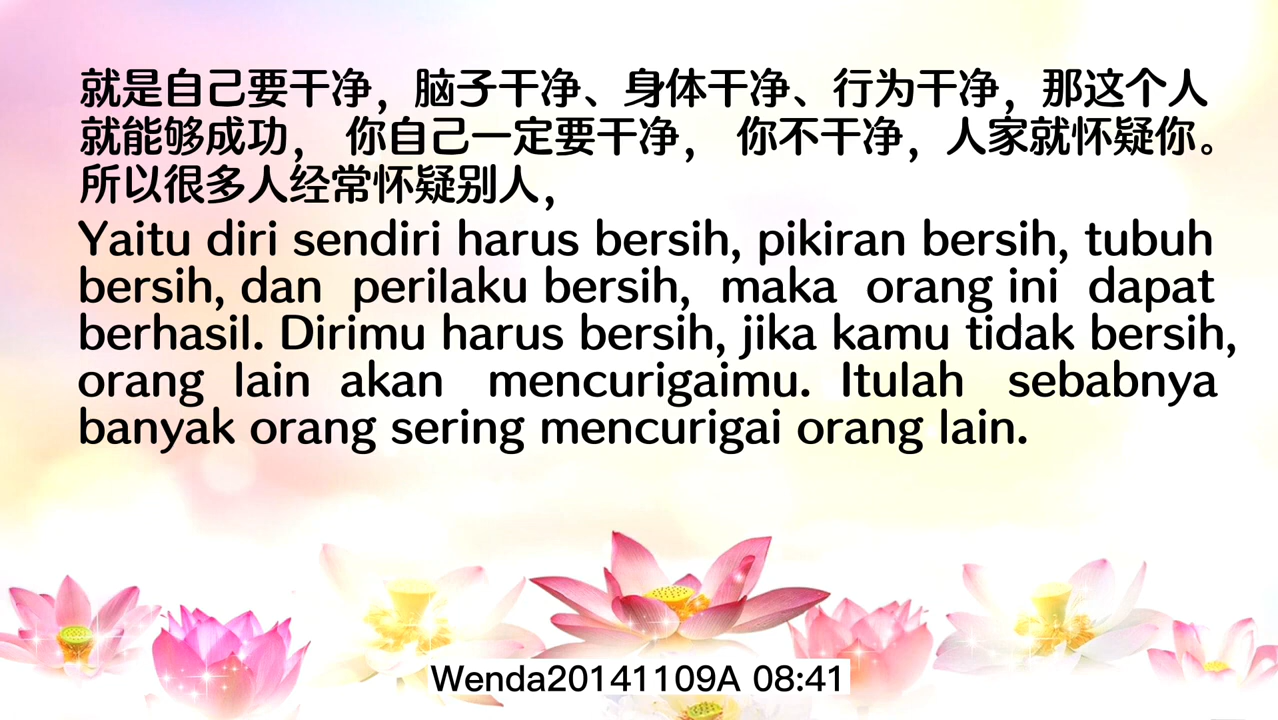 就是自己要干净，脑子干净、身体干净、行为干净，那这个人
就能够成功， 你自己一定要干净， 你不干净，人家就怀疑你。
所以很多人经常怀疑别人，
Yaitu diri sendiri harus bersih, pikiran bersih, tubuh
bersih, dan perilaku bersih, maka orang ini dapat
berhasil. Dirimu harus bersih, jika kamu tidak bersih,
orang lain akan mencurigaimu. Itulah sebabnya
banyak orang sering mencurigai orang lain.
Wenda20141109A 08:41